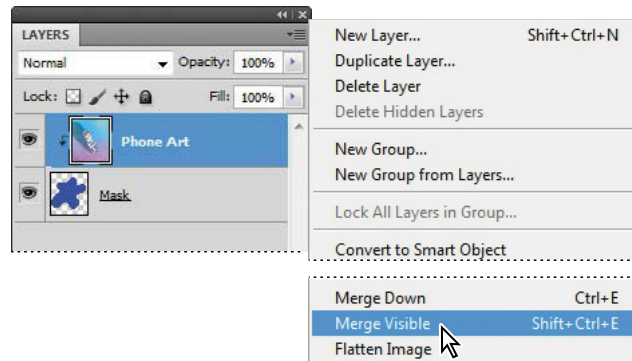 LAYERS
Normal Opacity: 100%
Lock: Fill: 100%
Phone Art
Mask
New Layer... Shift+Ctrl+N
Duplicate Layer...
Delete Layer
Delete Hidden Layers
New Group...
New Group from Layers...
Lock All Layers in Group...
Convert to Smart Object
Merge Down Ctrl+E
Merge Visible Shift+Ctrl+E
Flatten Image